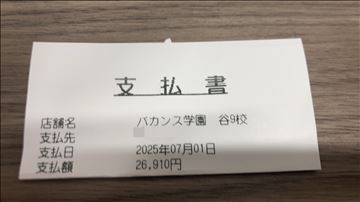 支払書
店舗名 バカンス学園 谷9校
支払先
支払日 2025年07月01日
支払額 26,910円